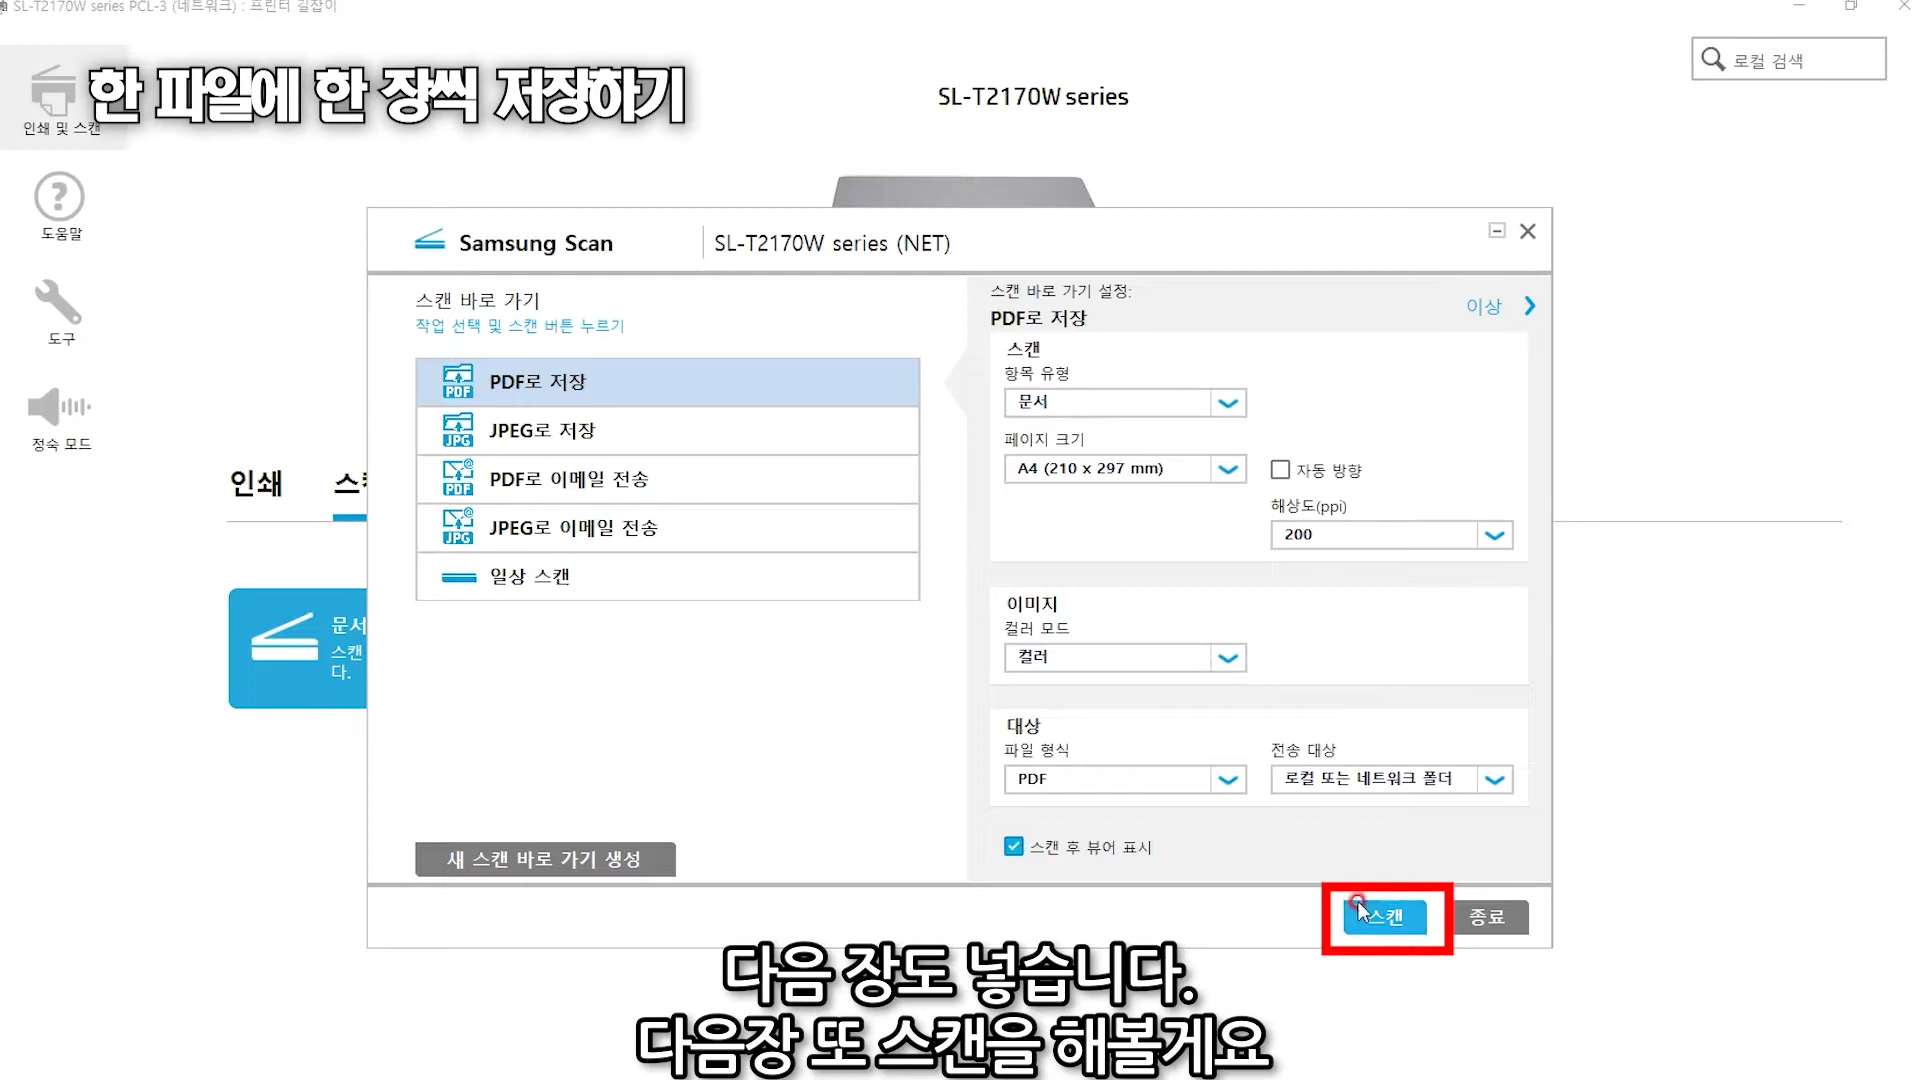 SL-T2170W series PCL-3 (네트워크) : 프린터 길잡이
한 파일에 한 장씩 저장하기
인쇄 및 스캔
SL-T2170W series
로컬 검색
도움말
도구
정숙 모드
인쇄
문서
스캔
다.
Samsung Scan
SL-T2170W series (NET)
스캔 바로 가기
작업 선택 및 스캔 버튼 누르기
PDF
PDF로 저장
JPG
JPEG로 저장
PDF
PDF로 이메일 전송
JPG
JPEG로 이메일 전송
일상 스캔
새 스캔 바로 가기 생성
스캔 바로 가기 설정:
PDF로 저장
이상
스캔
항목 유형
문서
페이지 크기
A4 (210 x 297 mm)
자동 방향
해상도(ppi)
200
이미지
컬러 모드
컬러
대상
파일 형식
PDF
전송 대상
로컬 또는 네트워크 폴더
스캔 후 뷰어 표시
스캔
종료
다음 장도 넣습니다.
다음장 또 스캔을 해볼게요